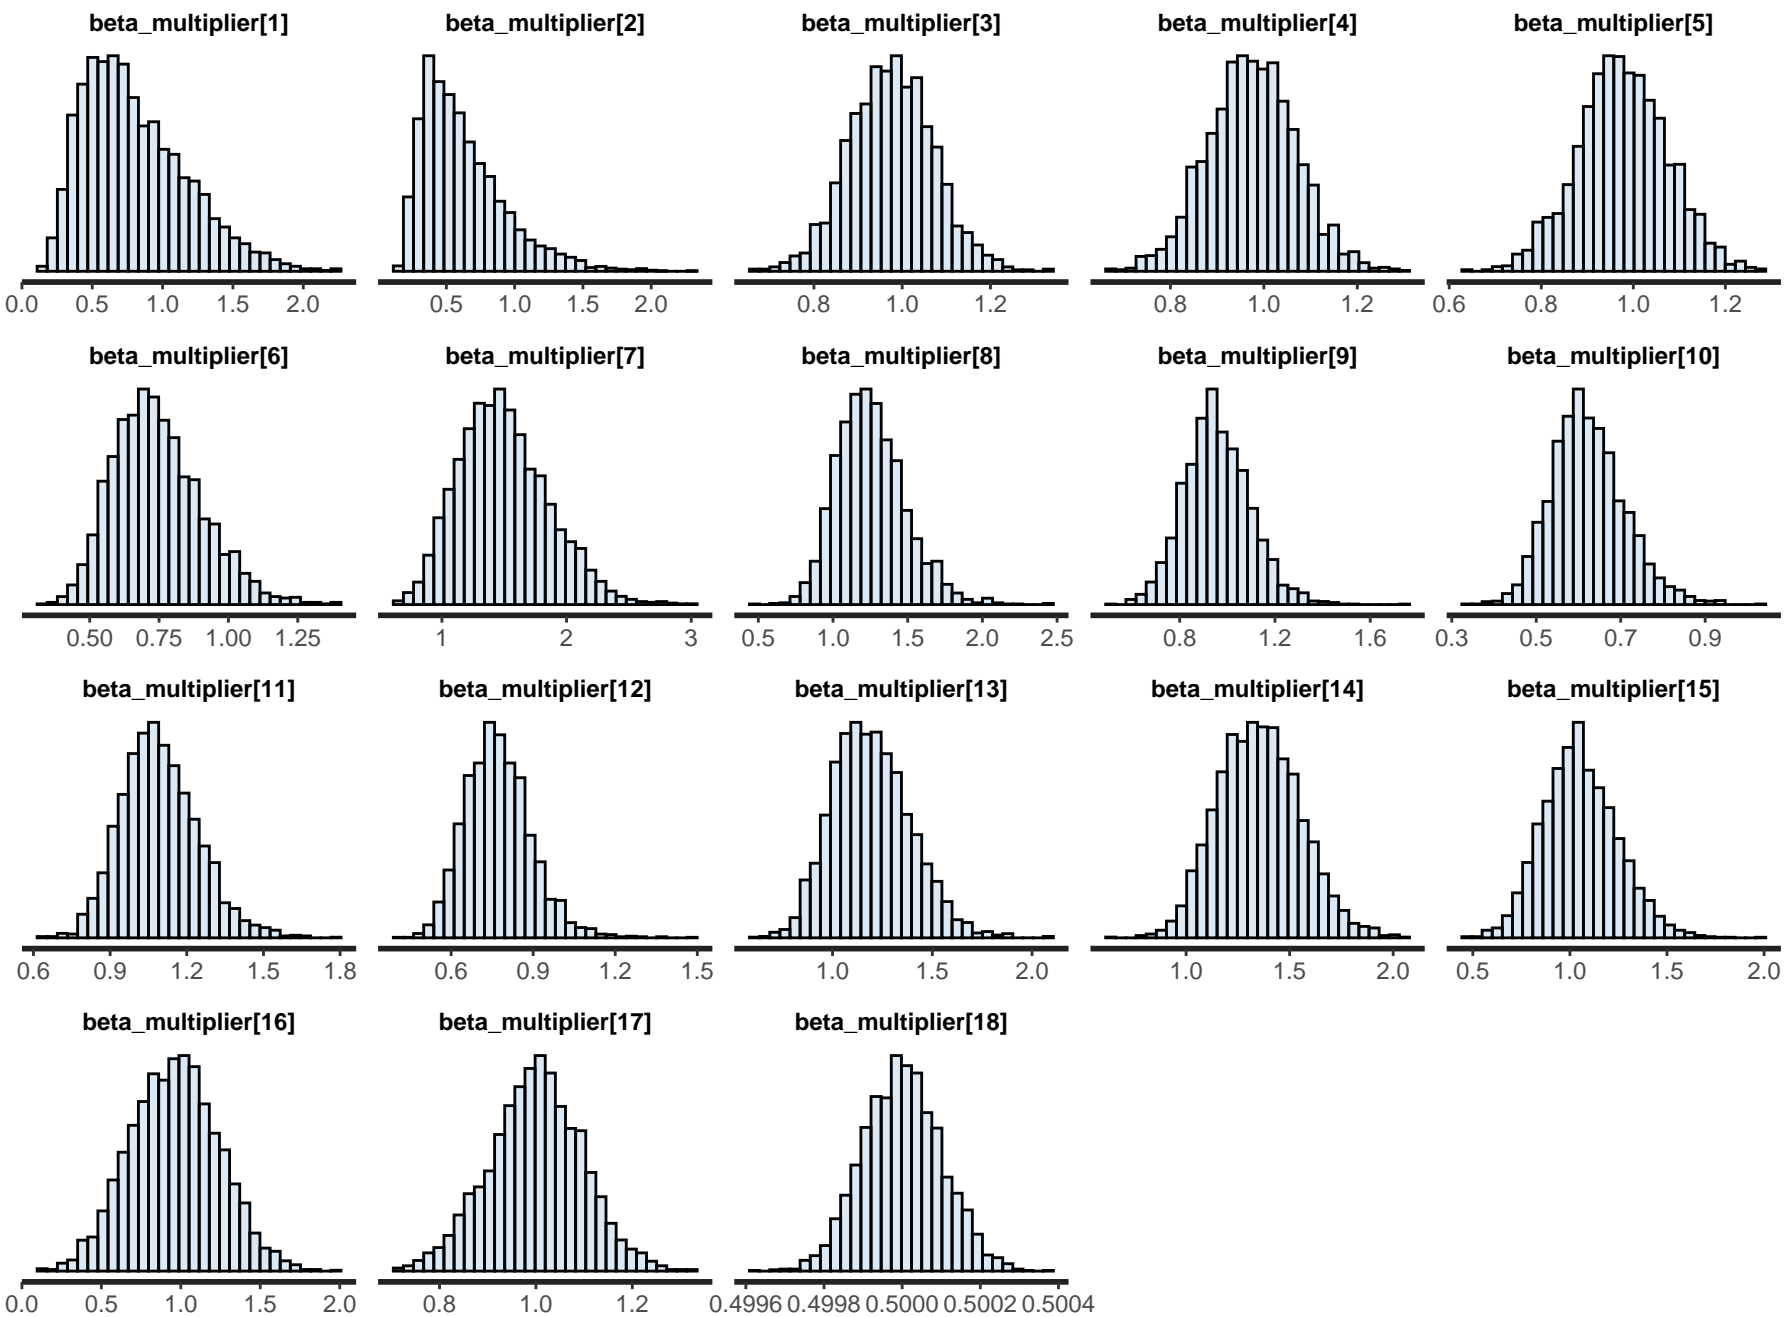 beta_multiplier[1] beta_multiplier[2] beta_multiplier[3] beta_multiplier[4] beta_multiplier[5]
0.0 0.5 1.0 1.5 2.0 0.5 1.0 1.5 2.0 0.8 1.0 1.2 0.8 1.0 1.2 0.6 0.8 1.0 1.2
beta_multiplier[6] beta_multiplier[7] beta_multiplier[8] beta_multiplier[9] beta_multiplier[10]
0.50 0.75 1.00 1.25 1 2 3 0.5 1.0 1.5 2.0 2.5 0.8 1.2 1.6 0.3 0.5 0.7 0.9
beta_multiplier[11] beta_multiplier[12] beta_multiplier[13] beta_multiplier[14] beta_multiplier[15]
0.6 0.9 1.2 1.5 1.8 0.6 0.9 1.2 1.5 1.0 1.5 2.0 1.0 1.5 2.0 0.5 1.0 1.5 2.0
beta_multiplier[16] beta_multiplier[17] beta_multiplier[18]
0.0 0.5 1.0 1.5 2.0 0.8 1.0 1.2 0.4996 0.4998 0.5000 0.5002 0.5004